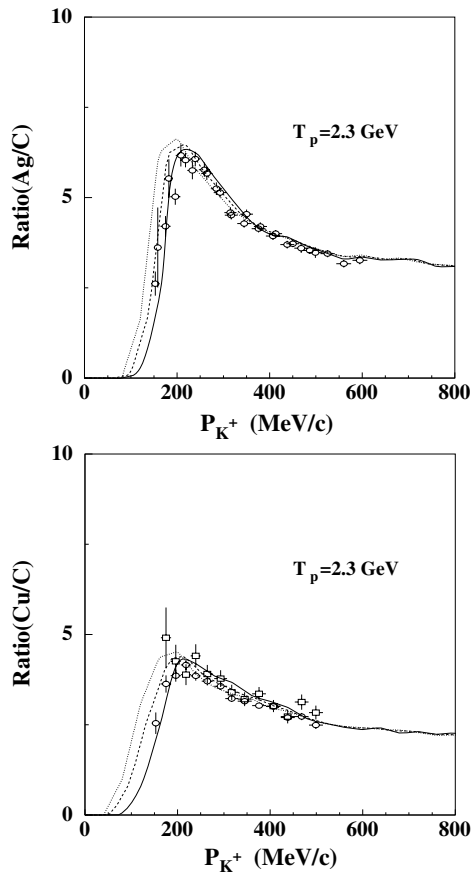 10
Ratio(Ag/C)
T p=2.3 GeV
5
0
0 200 400 600 800
P K+ (MeV/c)
10
Ratio(Cu/C)
T p=2.3 GeV
5
0
0 200 400 600 800
P K+ (MeV/c)